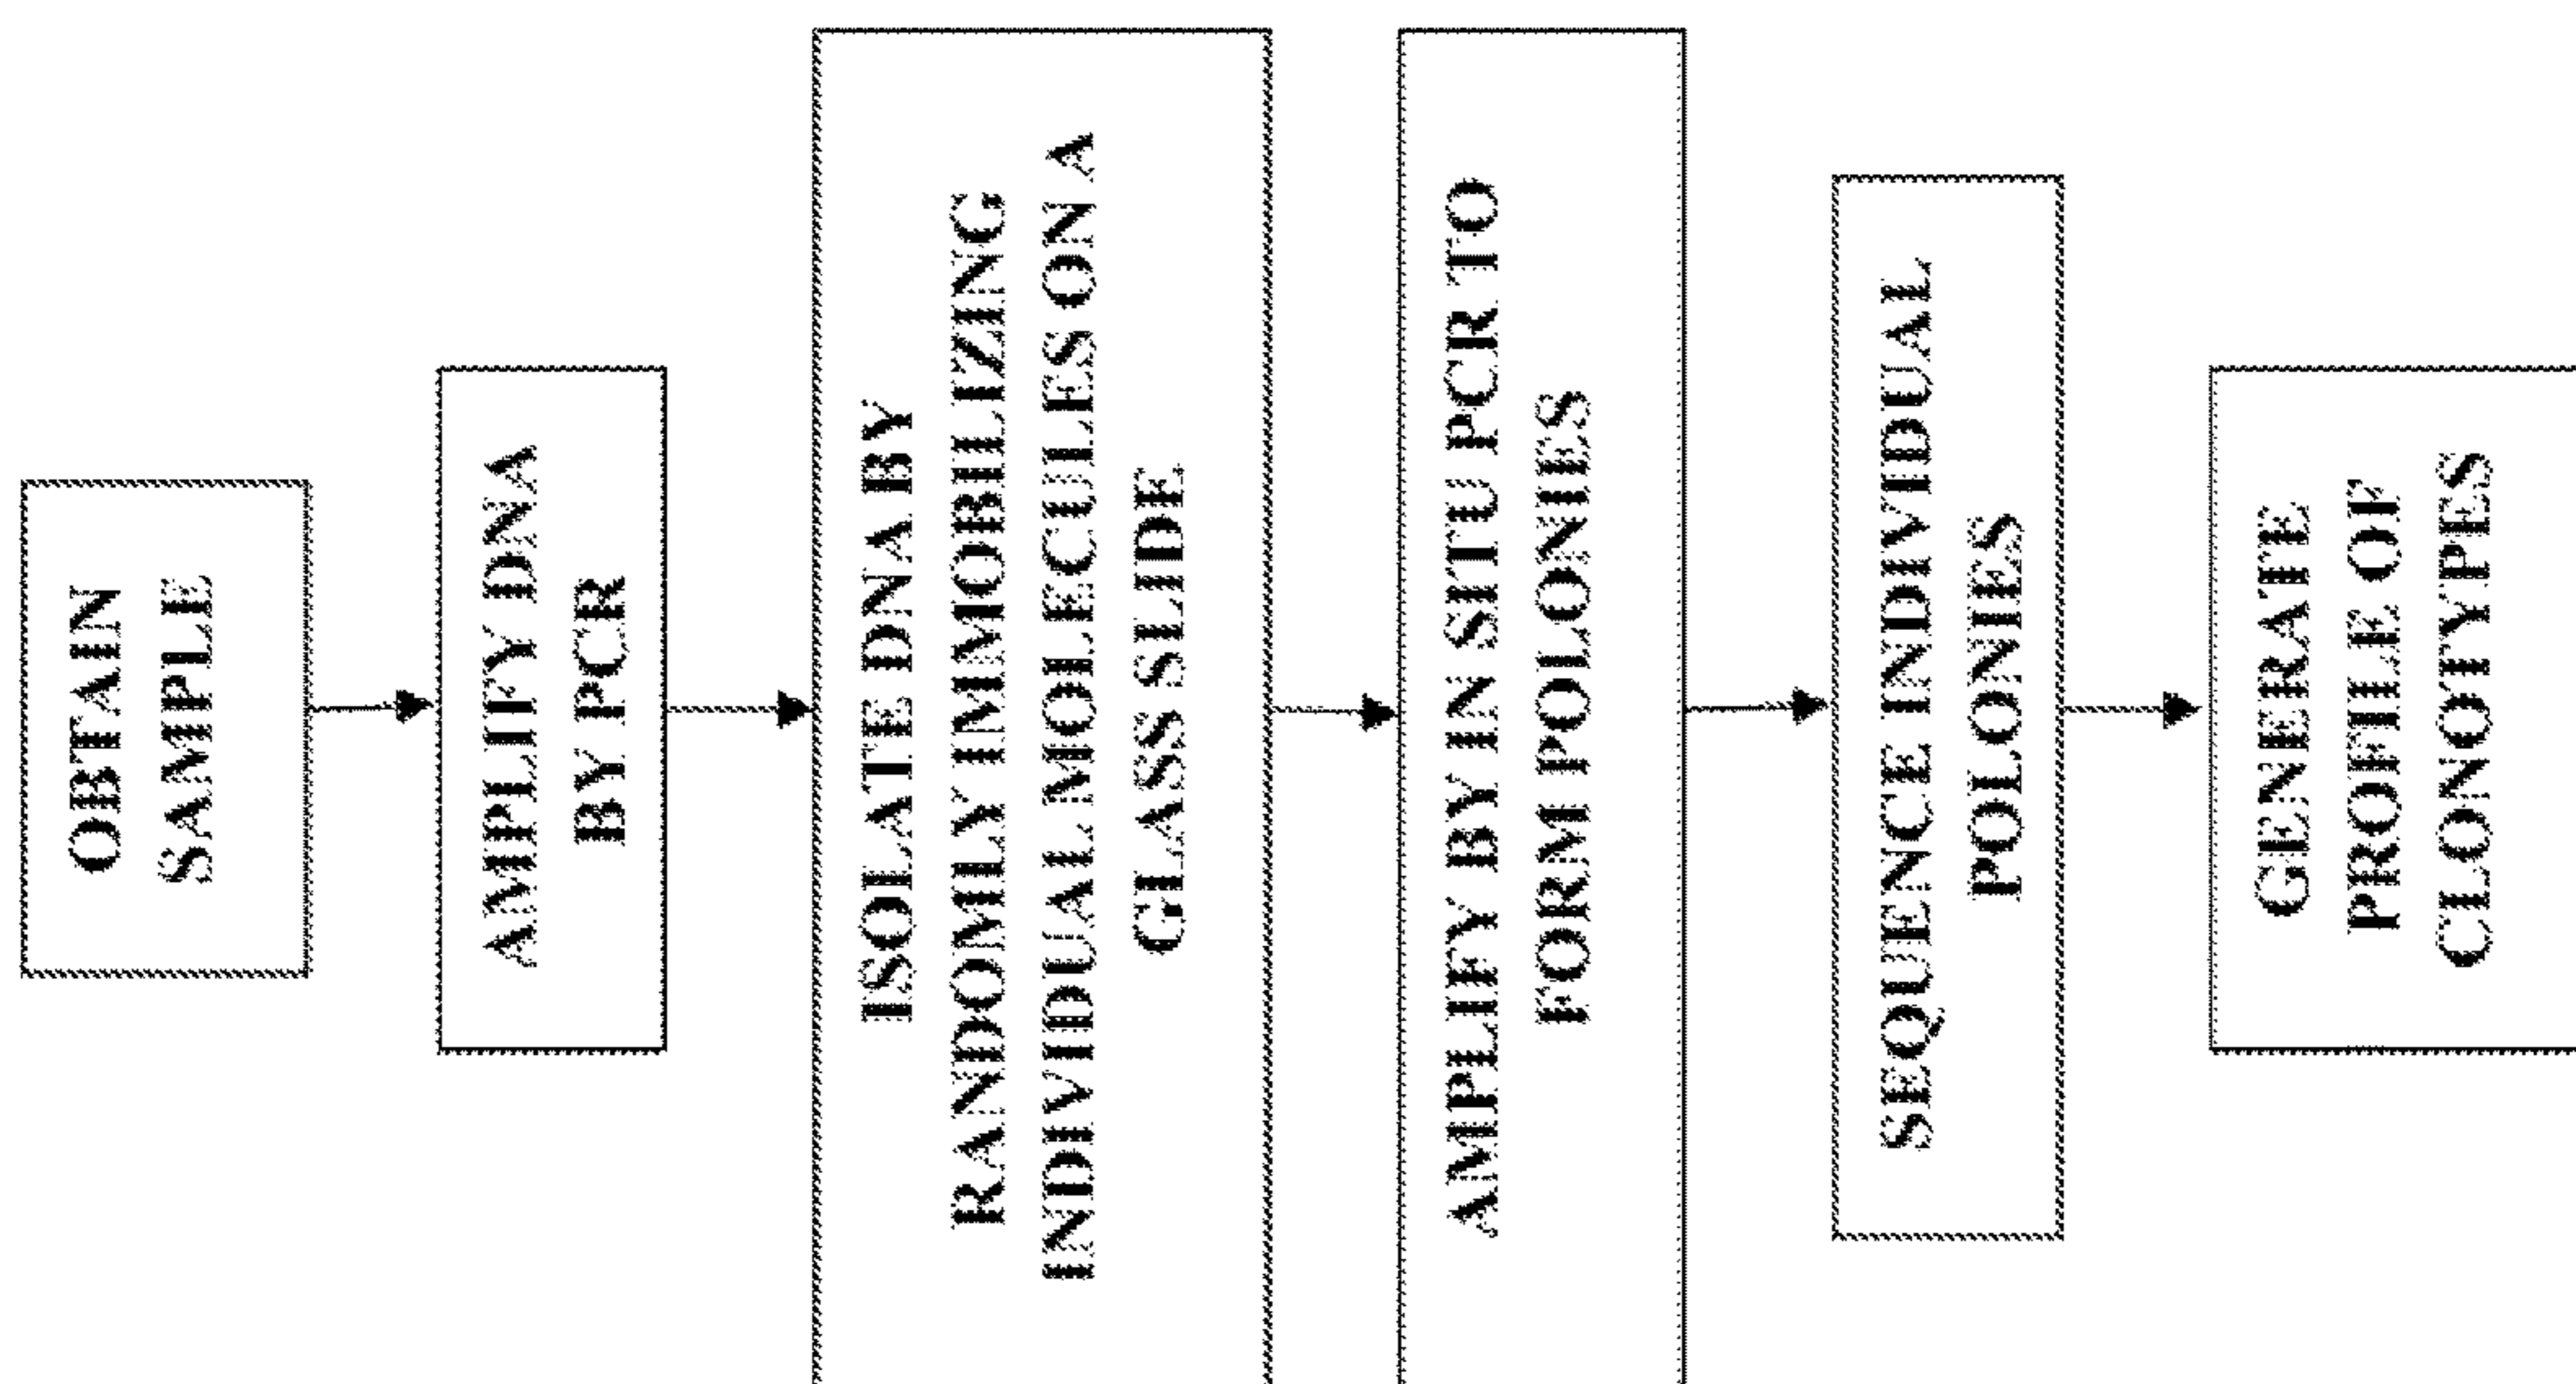 OBTAIN
SAMPLE
AMPLIFY DNA
BY PCR
ISOLATE DNA BY
RANDOMLY IMMOBILIZING
INDIVIDUAL MOLECULES ON A
GLASS SLIDE
AMPLIFY BY IN SITU PCR TO
FORM POLONIES
SEQUENCE INDIVIDUAL
POLONIES
GENERATE
PROFILE OF
CLONOTYPES